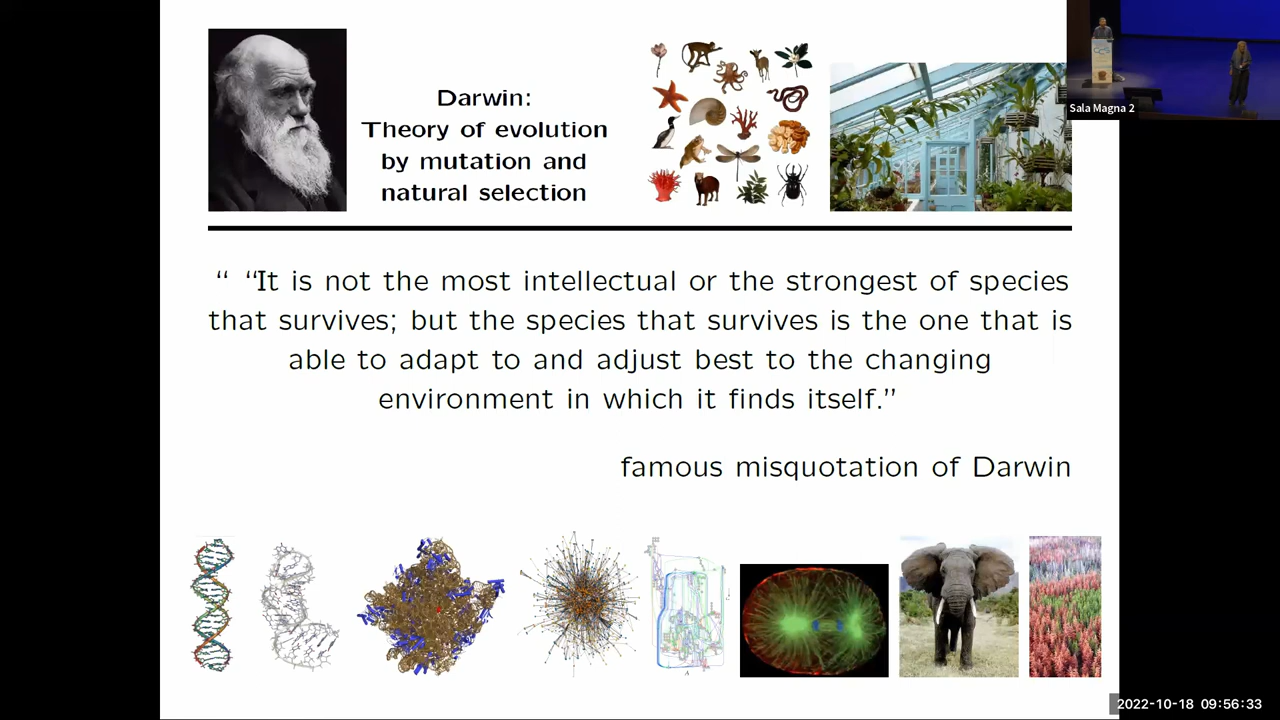 Darwin:
Theory of evolution
by mutation and
natural selection
Sala Magna 2
“ “It is not the most intellectual or the strongest of species
that survives; but the species that survives is the one that is
able to adapt to and adjust best to the changing
environment in which it finds itself.”
famous misquotation of Darwin
2022-10-18 09:56:33